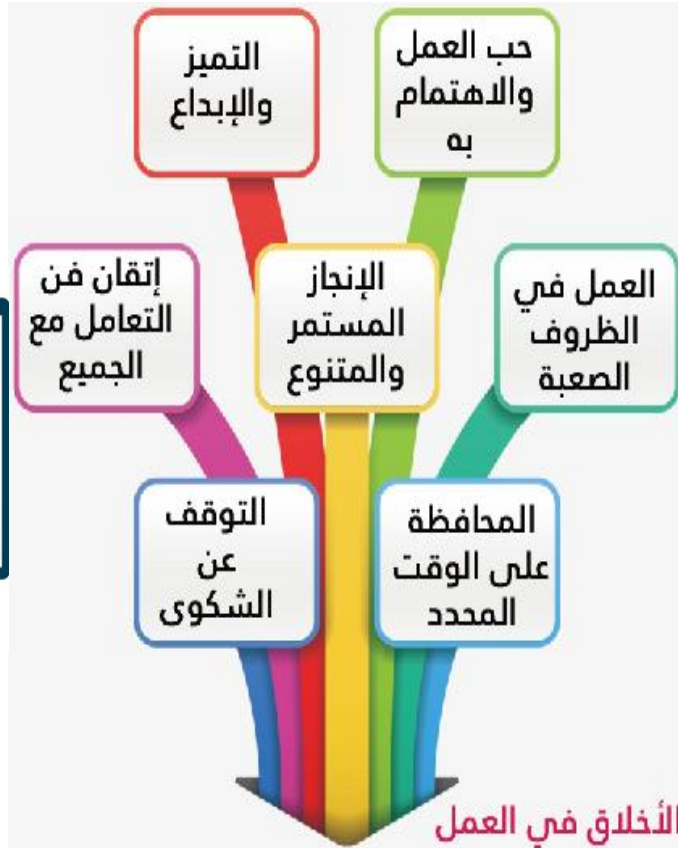 حب العمل
والاهتمام
به
التميز
والإبداع
العمل في
الظروف
الصعبة
الإنجاز
المستمر
والمتنوع
إتقان فن
التعامل مع
الجميع
المحافظة
على الوقت
المحدد
التوقف
عن
الشكوى
الأخلاق في العمل